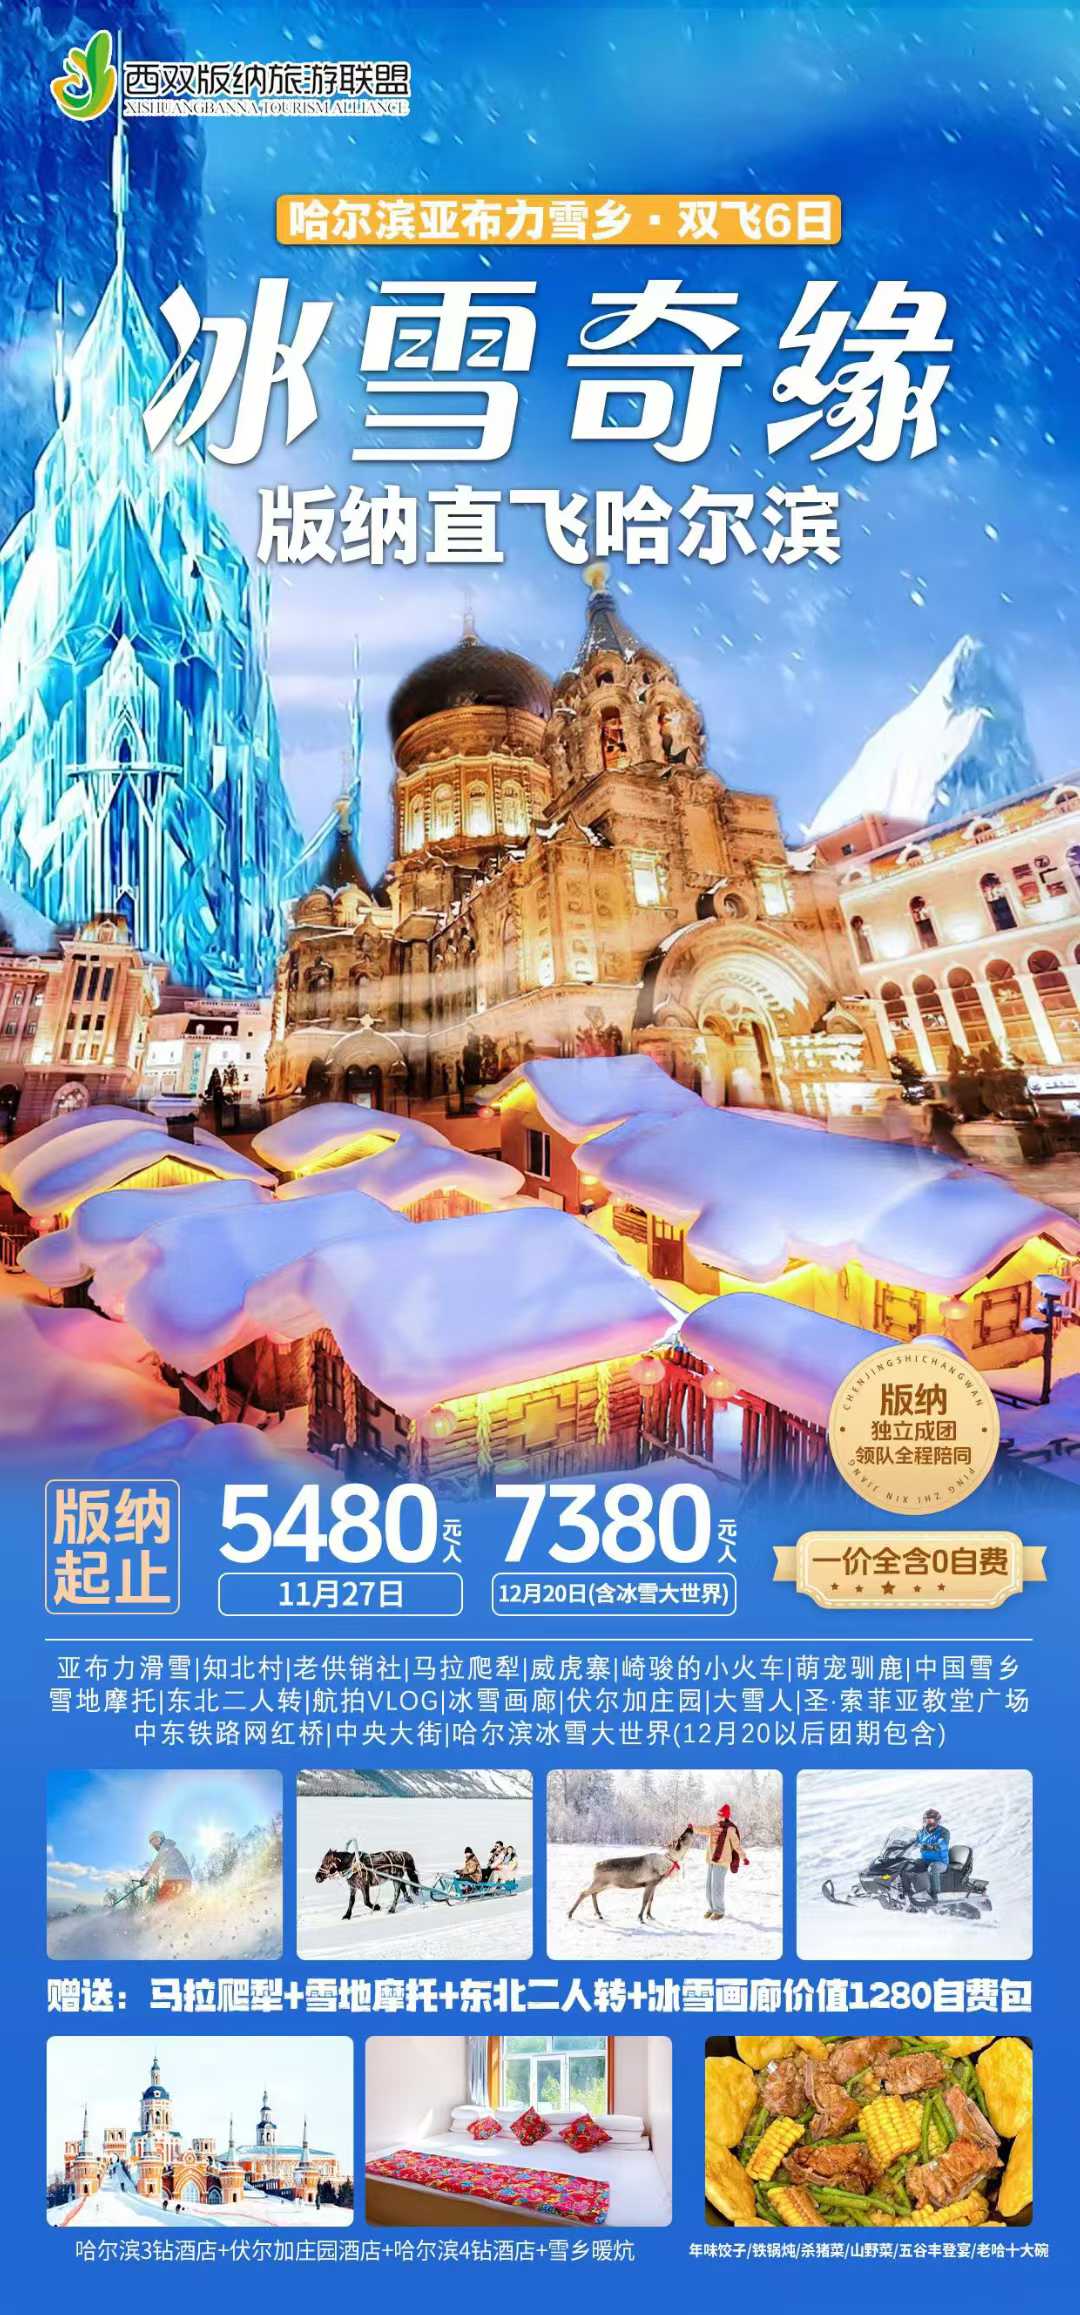 西双版纳旅游联盟
XISHUANGBANNA TOURISM ALLIANCE
哈尔滨亚布力雪乡·双飞6日
冰雪奇缘
版纳直飞哈尔滨
CHENJINGSHICHANGWAN
版纳
独立成团
领队全程陪同
PING ZHI XIN JIANG
版纳起止
5480元/人
11月27日
7380元/人
12月20日(含冰雪大世界)
一价全含0自费
亚布力滑雪|知北村|老供销社|马拉爬犁|威虎寨|崎骏的小火车|萌宠驯鹿|中国雪乡
雪地摩托|东北二人转|航拍VLOG|冰雪画廊|伏尔加庄园|大雪人|圣·索菲亚教堂广场
中东铁路网红桥|中央大街|哈尔滨冰雪大世界(12月20以后团期包含)
赠送：马拉爬犁+雪地摩托+东北二人转+冰雪画廊价值1280自费包
哈尔滨3钻酒店+伏尔加庄园酒店+哈尔滨4钻酒店+雪乡暖炕
年味饺子/铁锅炖/杀猪菜/山野菜/五谷丰登宴/老哈十大碗